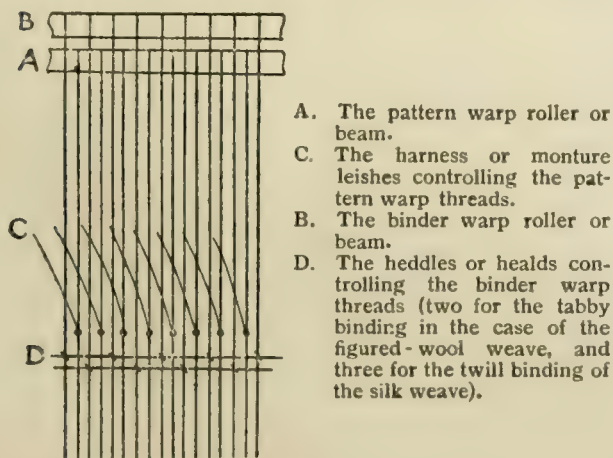 B
A
C
D
A. The pattern warp roller or
beam.
C. The harness or monture
leishes controlling the pat-
tern warp threads.
B. The binder warp roller or
beam.
D. The heddles or healds con-
trolling the binder warp
threads (two for the tabby
binding in the case of the
figured-wool weave, and
three for the twill binding of
the silk weave).